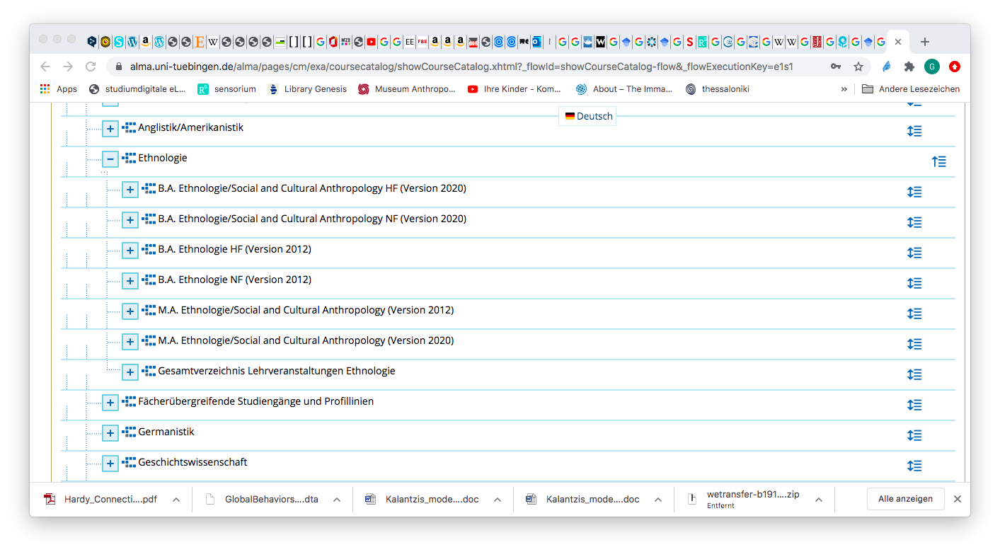 alma.uni-tuebingen.de/alma/pages/cm/exa/coursecatalog/showCourseCatalog.xhtml?_flowId=showCourseCatalog-flow&_flowExecutionKey=e1s1
G
Apps
studiumdigitale eL...
sensorium
Library Genesis
Museum Anthropo...
Ihre Kinder - Kom...
About – The Imma...
thessaloniki
»
Andere Lesezeichen
Deutsch
Anglistik/Amerikanistik
Ethnologie
B.A. Ethnologie/Social and Cultural Anthropology HF (Version 2020)
B.A. Ethnologie/Social and Cultural Anthropology NF (Version 2020)
B.A. Ethnologie HF (Version 2012)
B.A. Ethnologie NF (Version 2012)
M.A. Ethnologie/Social and Cultural Anthropology (Version 2012)
M.A. Ethnologie/Social and Cultural Anthropology (Version 2020)
Gesamtverzeichnis Lehrveranstaltungen Ethnologie
Fächerübergreifende Studiengänge und Profillinien
Germanistik
Geschichtswissenschaft
Hardy_Connecti....pdf
GlobalBehaviors....dta
Kalantzis_mode....doc
Kalantzis_mode....doc
wetransfer-b191....zip
Entfernt
Alle anzeigen